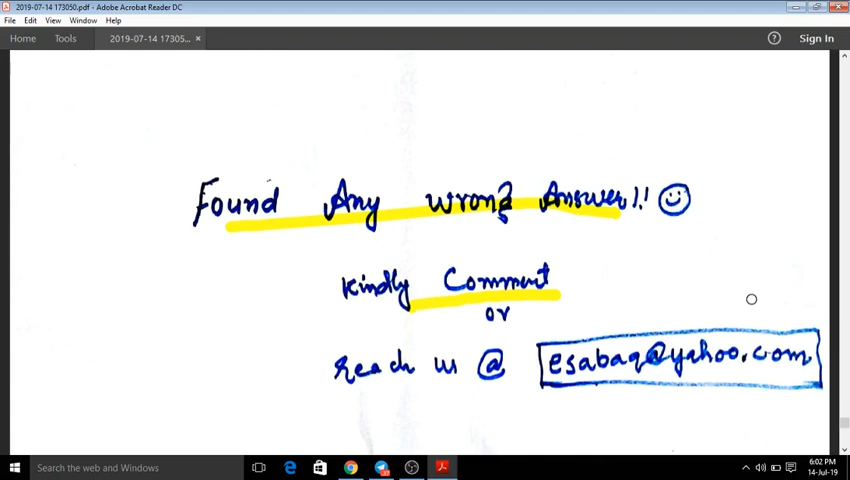 2019-07-14 173050.pdf - Adobe Acrobat Reader DC
File Edit View Window Help
Home Tools 2019-07-14 17305... × ? Sign In
Found Any wrong Answer!!
Kindly Comment
or
reach us @ esabaq@yahoo.com
Search the web and Windows
6:02 PM
14-Jul-19